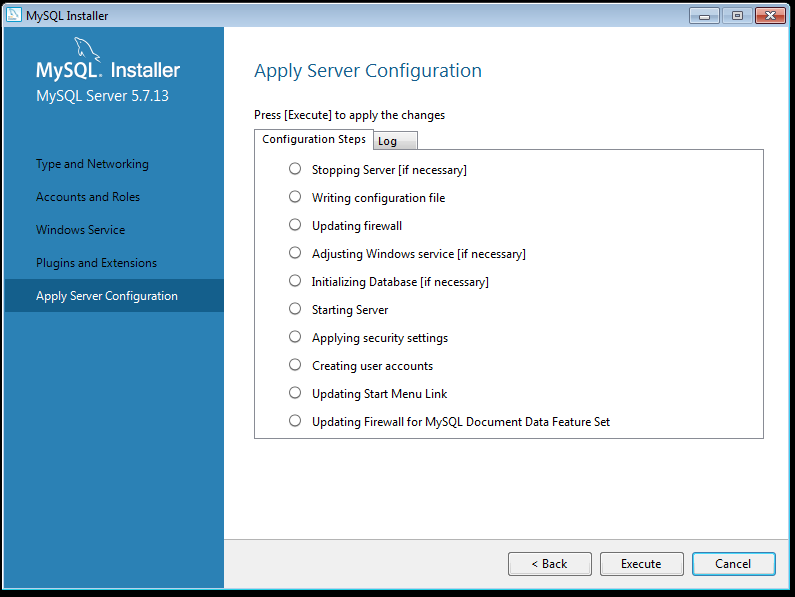 MySQL Installer
MySQL. Installer
MySQL Server 5.7.13
Type and Networking
Accounts and Roles
Windows Service
Plugins and Extensions
Apply Server Configuration
Apply Server Configuration
Press [Execute] to apply the changes
Configuration Steps Log
Stopping Server [if necessary]
Writing configuration file
Updating firewall
Adjusting Windows service [if necessary]
Initializing Database [if necessary]
Starting Server
Applying security settings
Creating user accounts
Updating Start Menu Link
Updating Firewall for MySQL Document Data Feature Set
< Back Execute Cancel